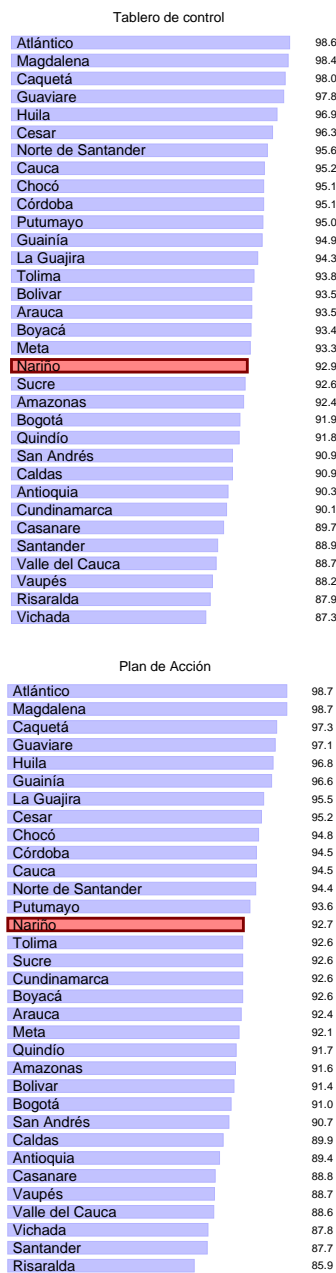 Tablero de control
Atlántico 98.6
Magdalena 98.4
Caquetá 98.0
Guaviare 97.8
Huila 96.9
Cesar 96.3
Norte de Santander 95.6
Cauca 95.2
Chocó 95.1
Córdoba 95.1
Putumayo 95.0
Guainía 94.9
La Guajira 94.3
Tolima 93.8
Bolivar 93.5
Arauca 93.5
Boyacá 93.4
Meta 93.3
Nariño 92.9
Sucre 92.6
Amazonas 92.4
Bogotá 91.9
Quindío 91.8
San Andrés 90.9
Caldas 90.9
Antioquia 90.3
Cundinamarca 90.1
Casanare 89.7
Santander 88.9
Valle del Cauca 88.7
Vaupés 88.2
Risaralda 87.9
Vichada 87.3
Plan de Acción
Atlántico 98.7
Magdalena 98.7
Caquetá 97.3
Guaviare 97.1
Huila 96.8
Guainía 96.6
La Guajira 95.5
Cesar 95.2
Chocó 94.8
Córdoba 94.5
Cauca 94.5
Norte de Santander 94.4
Putumayo 93.6
Nariño 92.7
Tolima 92.6
Sucre 92.6
Cundinamarca 92.6
Boyacá 92.6
Arauca 92.4
Meta 92.1
Quindío 91.7
Amazonas 91.6
Bolivar 91.4
Bogotá 91.0
San Andrés 90.7
Caldas 89.9
Antioquia 89.4
Casanare 88.8
Vaupés 88.7
Valle del Cauca 88.6
Vichada 87.8
Santander 87.7
Risaralda 85.9